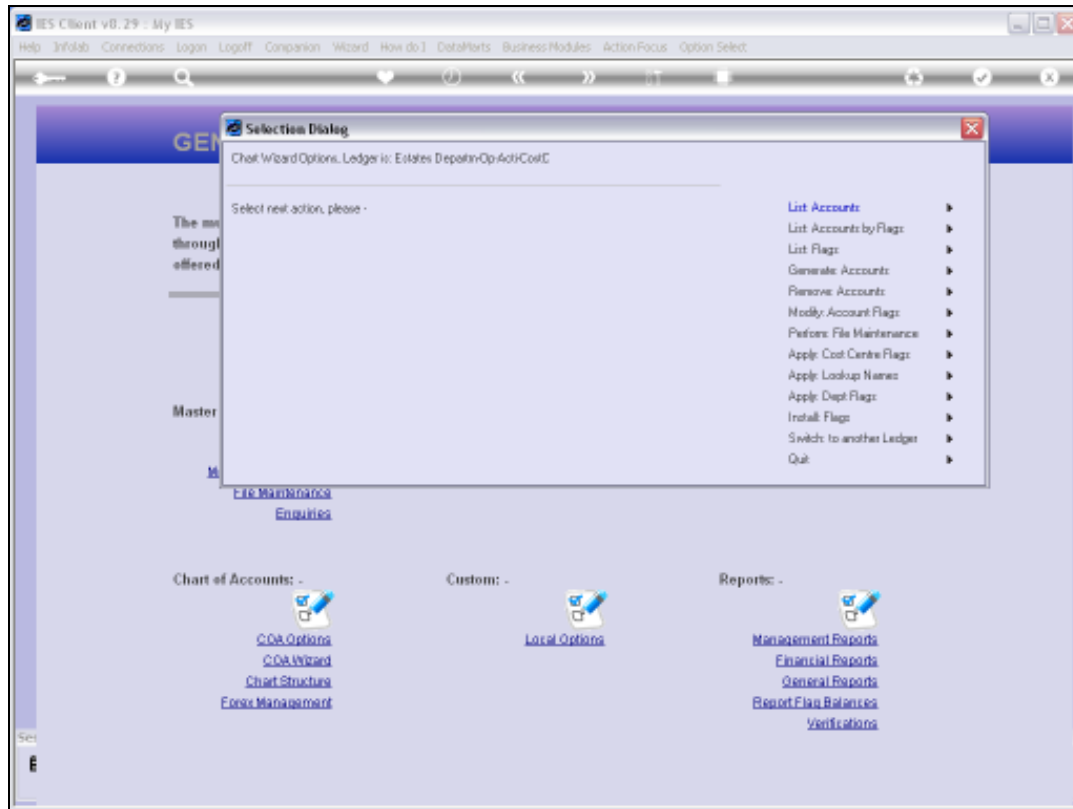 IES Client v0.29 : My IES
Help Infolab Connections Logon Logoff Companion Wizard How do I DataMarts Business Modules Action Focus Option Select
GEN
Selection Dialog
Chart Wizard Options, Ledger is: Estates Departm-Op-Acti-CostC
Select next action, please -
List: Accounts
List: Accounts by Flags
List: Flags
Generate: Accounts
Remove: Accounts
Modify: Account Flags
Perform: File Maintenance
Apply: Cost Centre Flags
Apply: Lookup Names
Apply: Dept Flags
Install: Flags
Switch: to another Ledger
Quit
The
through
offered
Master
M
File Maintenance
Enquiries
Chart of Accounts: -
COA Options
COA Wizard
Chart Structure
Forex Management
Custom: -
Local Options
Reports: -
Management Reports
Financial Reports
General Reports
Report Flag Balances
Verifications